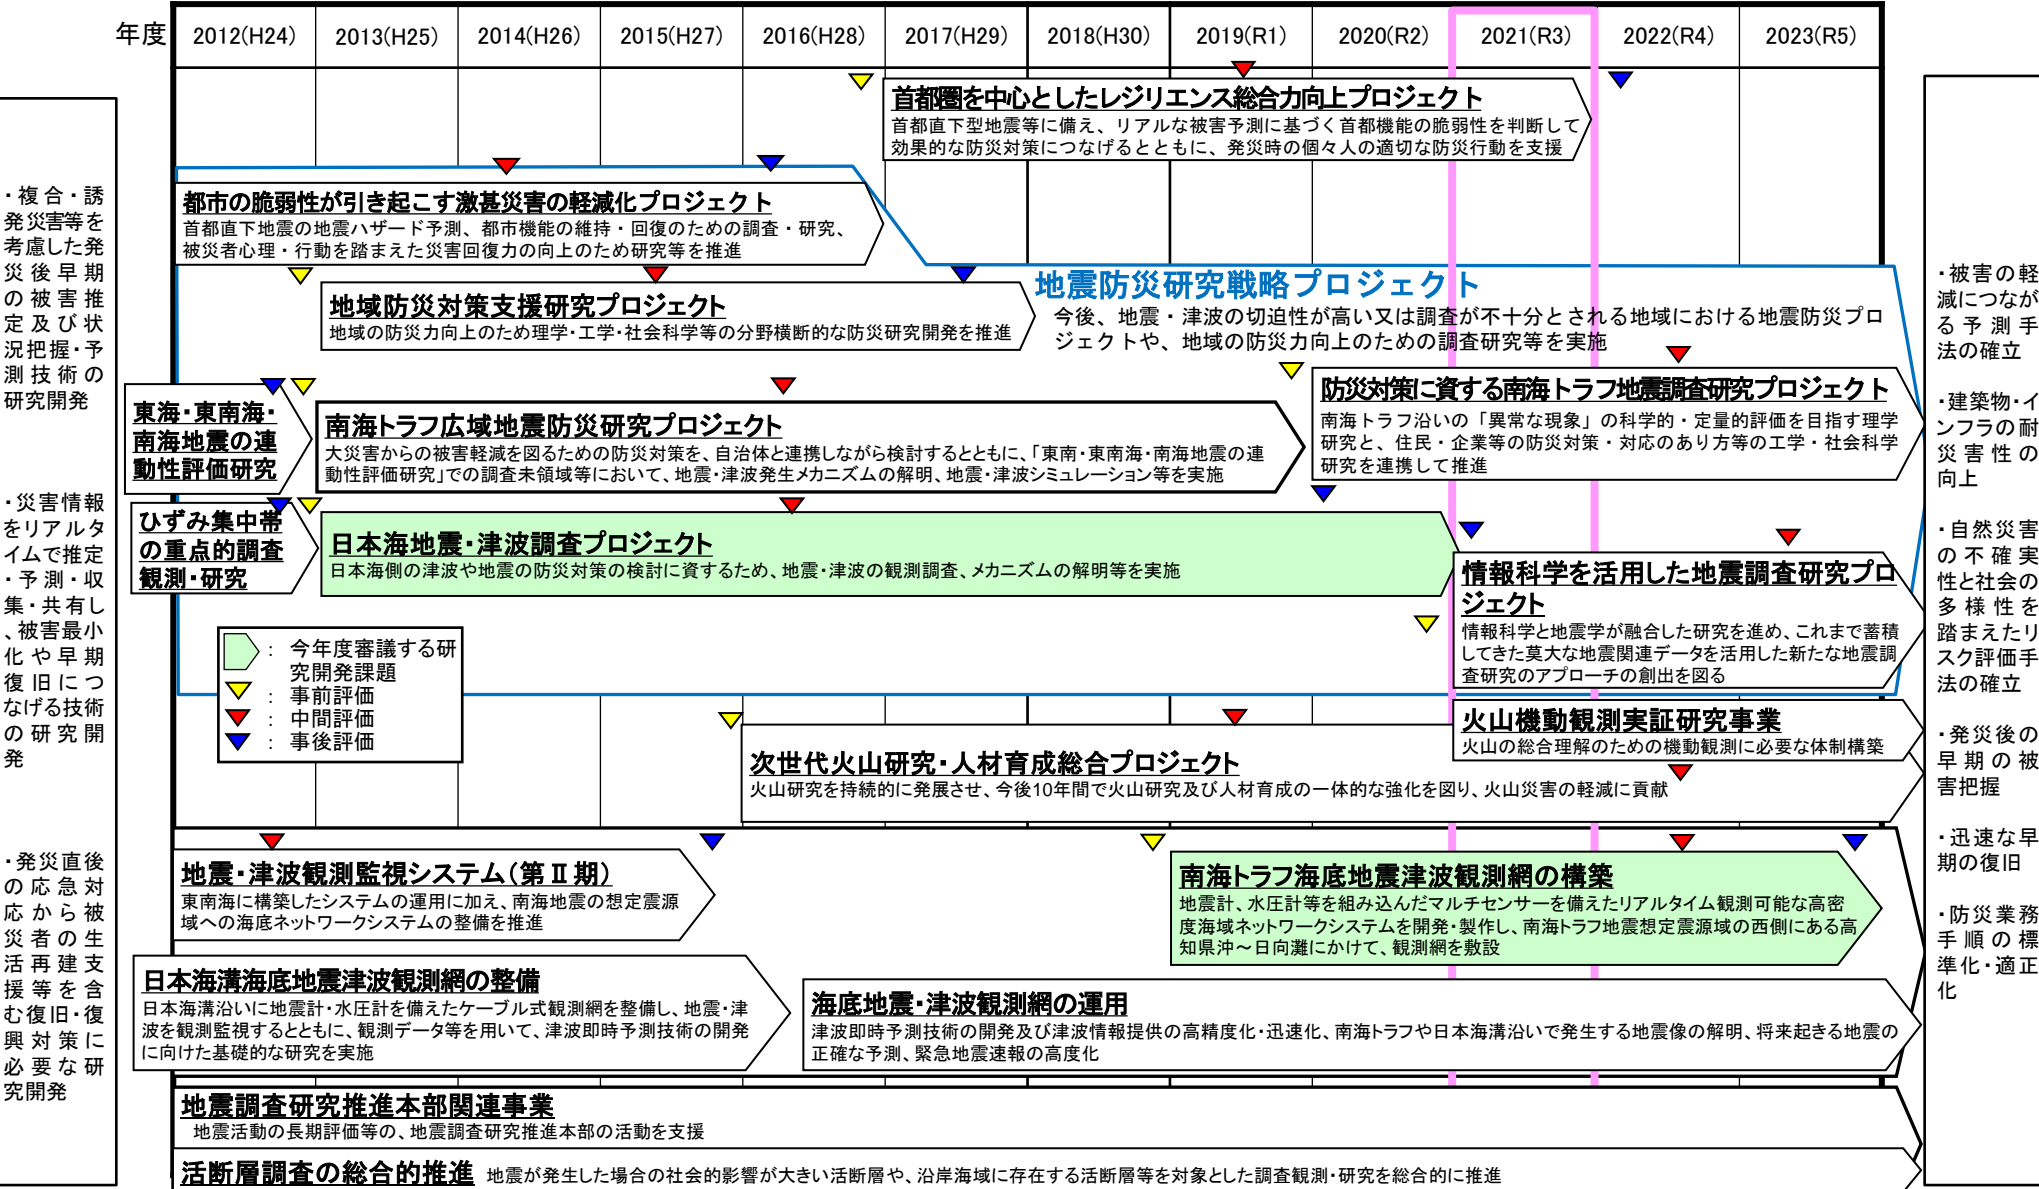 年度
2012(H24)
2013(H25)
2014(H26)
2015(H27)
2016(H28)
2017(H29)
2018(H30)
2019(R1)
2020(R2)
2021(R3)
2022(R4)
2023(R5)
・複合・誘
発災害等を
考慮した発
災後早期
の被害推
定及び状
況把握・予
測技術の
研究開発
・災害情報
をリアルタ
イムで推定
・予測・収
集・共有し
、被害最小
化や早期
復旧につ
なげる技術
の研究開
発
・発災直後
の応急対
応から被
災者の生
活再建支
援等を含
む復旧・復
興対策に
必要な研
究開発
首都圏を中心としたレジリエンス総合力向上プロジェクト
首都直下型地震等に備え、リアルな被害予測に基づく首都機能の脆弱性を判断して
効果的な防災対策につなげるとともに、発災時の個々人の適切な防災行動を支援
都市の脆弱性が引き起こす激甚災害の軽減化プロジェクト
首都直下地震の地震ハザード予測、都市機能の維持・回復のための調査・研究、
被災者心理・行動を踏まえた災害回復力の向上のため研究等を推進
地域防災対策支援研究プロジェクト
地域の防災力向上のため理学・工学・社会科学等の分野横断的な防災研究開発を推進
地震防災研究戦略プロジェクト
今後、地震・津波の切迫性が高い又は調査が不十分とされる地域における地震防災プロ
ジェクトや、地域の防災力向上のための調査研究等を実施
東海・東南海・
南海地震の連
動性評価研究
南海トラフ広域地震防災研究プロジェクト
大災害からの被害軽減を図るための防災対策を、自治体と連携しながら検討するとともに、「東南・東南海・南海地震の連
動性評価研究」での調査未領域等において、地震・津波発生メカニズムの解明、地震・津波シミュレーション等を実施
防災対策に資する南海トラフ地震調査研究プロジェクト
南海トラフ沿いの「異常な現象」の科学的・定量的評価を目指す理学
研究と、住民・企業等の防災対策・対応のあり方等の工学・社会科学
研究を連携して推進
ひずみ集中帯
の重点的調査
観測・研究
日本海地震・津波調査プロジェクト
日本海側の津波や地震の防災対策の検討に資するため、地震・津波の観測調査、メカニズムの解明等を実施
情報科学を活用した地震調査研究プロ
ジェクト
情報科学と地震学が融合した研究を進め、これまで蓄積
してきた莫大な地震関連データを活用した新たな地震調
査研究のアプローチの創出を図る
： 今年度審議する研
究開発課題
： 事前評価
： 中間評価
： 事後評価
火山機動観測実証研究事業
火山の総合理解のための機動観測に必要な体制構築
次世代火山研究・人材育成総合プロジェクト
火山研究を持続的に発展させ、今後10年間で火山研究及び人材育成の一体的な強化を図り、火山災害の軽減に貢献
地震・津波観測監視システム（第Ⅱ期）
東南海に構築したシステムの運用に加え、南海地震の想定震源
域への海底ネットワークシステムの整備を推進
南海トラフ海底地震津波観測網の構築
地震計、水圧計等を組み込んだマルチセンサーを備えたリアルタイム観測可能な高密
度海域ネットワークシステムを開発・製作し、南海トラフ地震想定震源域の西側にある高
知県沖～日向灘にかけて、観測網を敷設
日本海溝海底地震津波観測網の整備
日本海溝沿いに地震計・水圧計を備えたケーブル式観測網を整備し、地震・津
波を観測監視するとともに、観測データ等を用いて、津波即時予測技術の開発
に向けた基礎的な研究を実施
海底地震・津波観測網の運用
津波即時予測技術の開発及び津波情報提供の高精度化・迅速化、南海トラフや日本海溝沿いで発生する地震像の解明、将来起きる地震の
正確な予測、緊急地震速報の高度化
地震調査研究推進本部関連事業
地震活動の長期評価等の、地震調査研究推進本部の活動を支援
活断層調査の総合的推進 地震が発生した場合の社会的影響が大きい活断層や、沿岸海域に存在する活断層等を対象とした調査観測・研究を総合的に推進
・被害の軽
減につなが
る予測手
法の確立
・建築物・イ
ンフラの耐
災害性の
向上
・自然災害
の不確実
性と社会の
多様性を
踏まえたリ
スク評価手
法の確立
・発災後の
早期の被
害把握
・迅速な早
期の復旧
・防災業務
手順の標
準化・適正
化